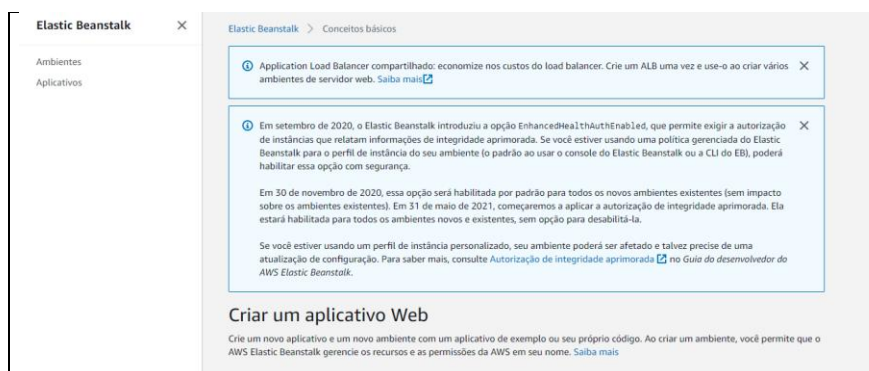 Elastic Beanstalk
Elastic Beanstalk > Conceitos básicos
Ambientes
Aplicativos
Application Load Balancer compartilhado: economize nos custos do load balancer. Crie um ALB uma vez e use-o ao criar vários
ambientes de servidor web. Saiba mais
Em setembro de 2020, o Elastic Beanstalk introduziu a opção EnhancedHealthAuthEnabled, que permite exigir a autorização
de instâncias que relatam informações de integridade aprimorada. Se você estiver usando uma política gerenciada do Elastic
Beanstalk para o perfil de instância do seu ambiente (o padrão ao usar o console do Elastic Beanstalk ou a CLI do EB), poderá
habilitar essa opção com segurança.
Em 30 de novembro de 2020, essa opção será habilitada por padrão para todos os novos ambientes existentes (sem impacto
sobre os ambientes existentes). Em 31 de maio de 2021, começaremos a aplicar a autorização de integridade aprimorada. Ela
estará habilitada para todos os ambientes novos e existentes, sem opção para desabilitá-la.
Se você estiver usando um perfil de instância personalizado, seu ambiente poderá ser afetado e talvez precise de uma
atualização de configuração. Para saber mais, consulte Autorização de integridade aprimorada no Guia do desenvolvedor do
AWS Elastic Beanstalk.
Criar um aplicativo Web
Crie um novo aplicativo e um novo ambiente com um aplicativo de exemplo ou seu próprio código. Ao criar um ambiente, você permite que o
AWS Elastic Beanstalk gerencie os recursos e as permissões da AWS em seu nome. Saiba mais